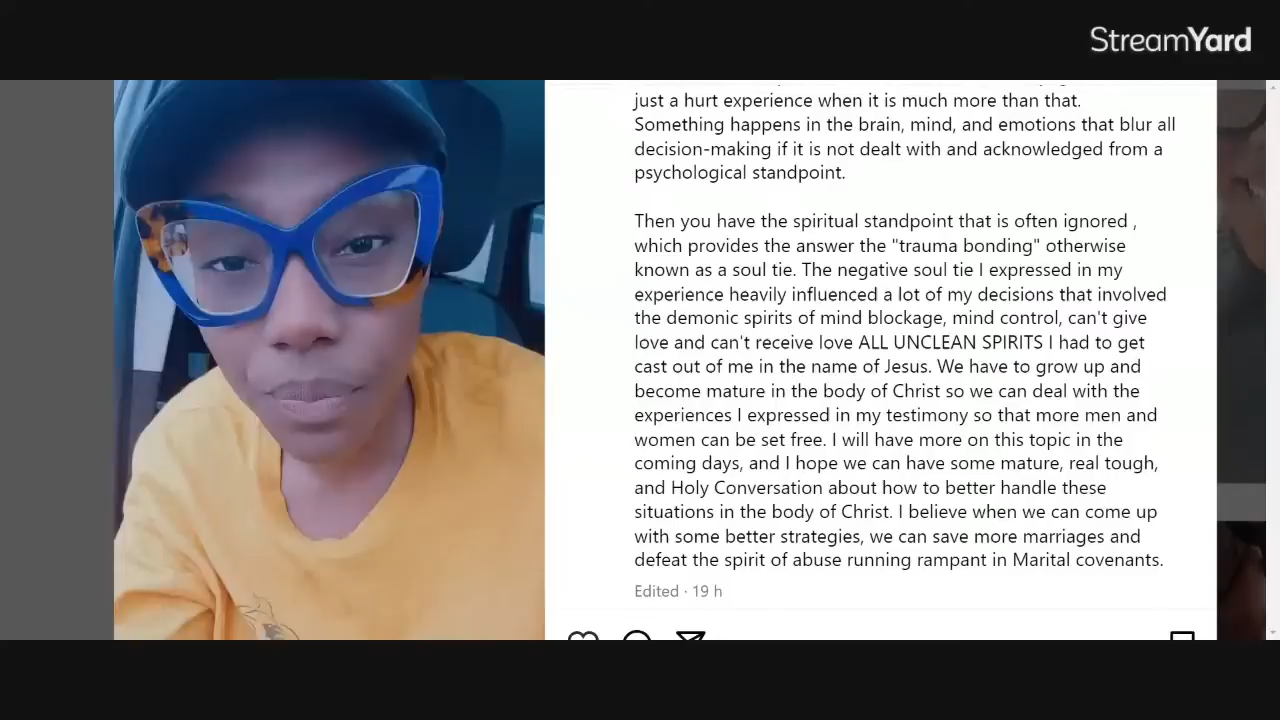 StreamYard
just a hurt experience when it is much more than that.
Something happens in the brain, mind, and emotions that blur all
decision-making if it is not dealt with and acknowledged from a
psychological standpoint.
Then you have the spiritual standpoint that is often ignored ,
which provides the answer the "trauma bonding" otherwise
known as a soul tie. The negative soul tie I expressed in my
experience heavily influenced a lot of my decisions that involved
the demonic spirits of mind blockage, mind control, can't give
love and can't receive love ALL UNCLEAN SPIRITS I had to get
cast out of me in the name of Jesus. We have to grow up and
become mature in the body of Christ so we can deal with the
experiences I expressed in my testimony so that more men and
women can be set free. I will have more on this topic in the
coming days, and I hope we can have some mature, real tough,
and Holy Conversation about how to better handle these
situations in the body of Christ. I believe when we can come up
with some better strategies, we can save more marriages and
defeat the spirit of abuse running rampant in Marital covenants.
Edited · 19 h